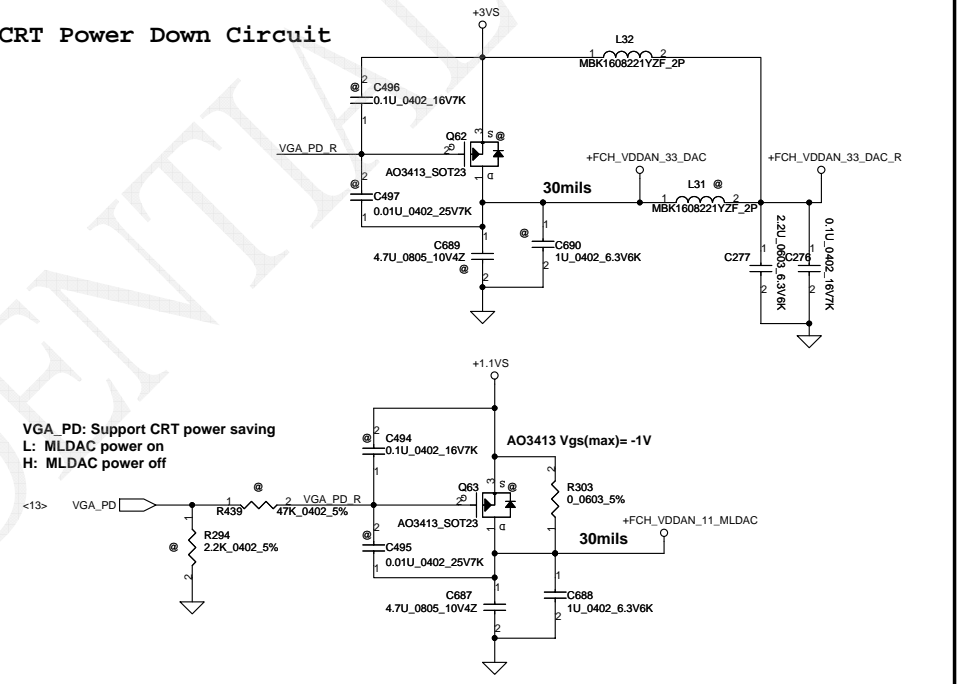 CRT Power Down Circuit
+3VS
L32
1 2
MBK1608221YZF_2P
@ 2 C496
0.1U_0402_16V7K
1
VGA_PD_R
Q62
3 S @
2 G
AO3413_SOT23
1 D
+FCH_VDDAN_33_DAC
+FCH_VDDAN_33_DAC_R
@ 2 C497
0.01U_0402_25V7K
1
30mils
L31 @
1 2
MBK1608221YZF_2P
1 C689
4.7U_0805_10V4Z
@ 2
@ 1 C690
1U_0402_6.3V6K
2
1 C277
2.2U_0603_6.3V6K
2
1 C276
0.1U_0402_16V7K
2
+1.1VS
VGA_PD: Support CRT power saving
L: MLDAC power on
H: MLDAC power off
@ 2 C494
0.1U_0402_16V7K
1
AO3413 Vgs(max)= -1V
<13> VGA_PD
@
1 2
R439 47K_0402_5%
VGA_PD_R
Q63
3 S @
2 G
AO3413_SOT23
1 D
2 R303
0_0603_5%
1
+FCH_VDDAN_11_MLDAC
30mils
1 R294
@ 2.2K_0402_5%
2
@ 2 C495
0.01U_0402_25V7K
1
1 C687
4.7U_0805_10V4Z
2
1 C688
1U_0402_6.3V6K
2
DENTIAL